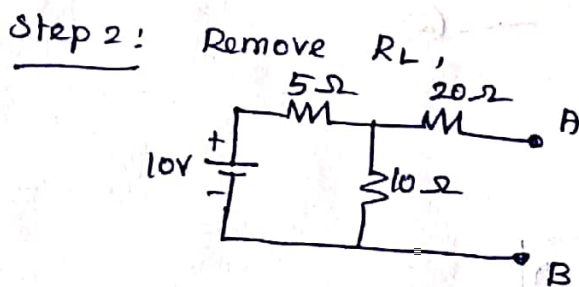 Step 2: Remove RL,
5Ω 20Ω
A
+
10V
-
10Ω
B